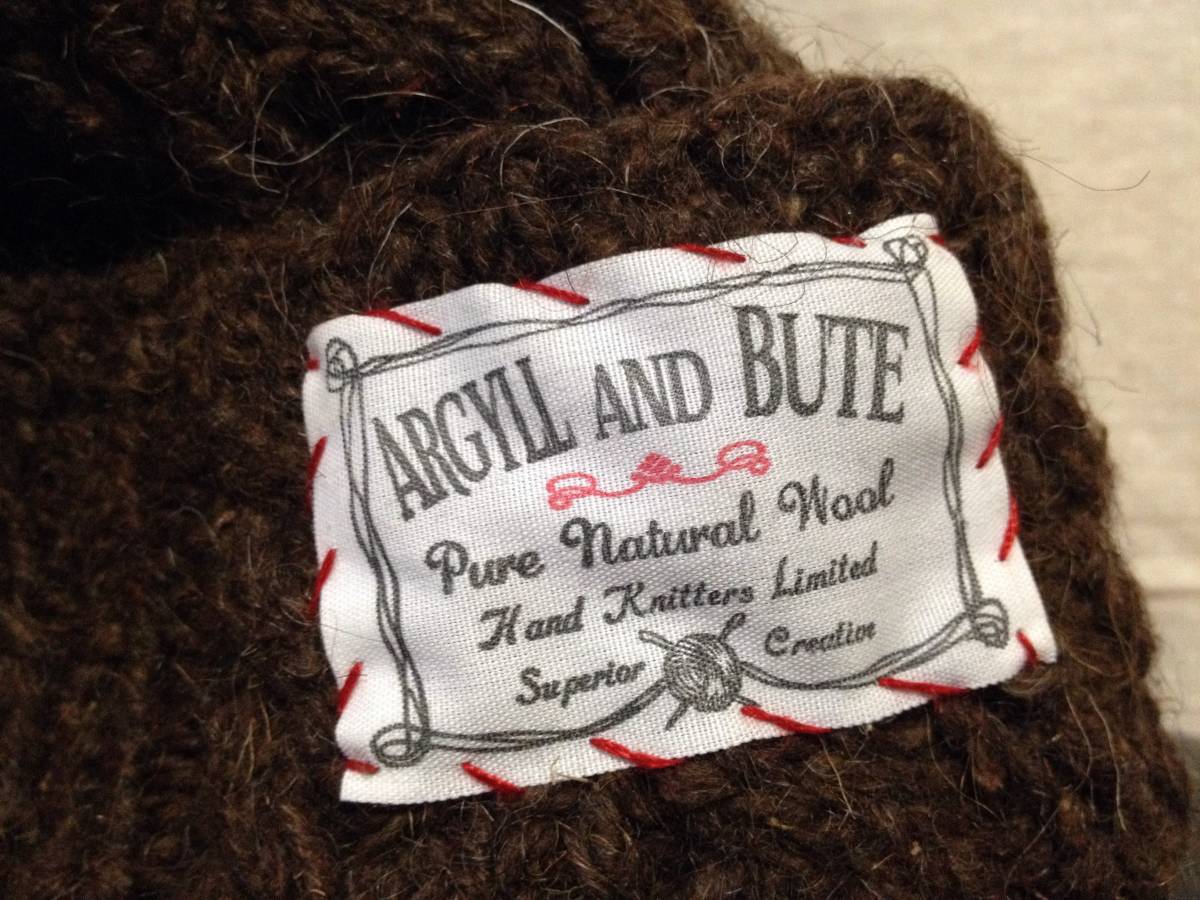 ARGYLL AND BUTE
Pure Natural Wool
Hand Knitters Limited
Superior Creative